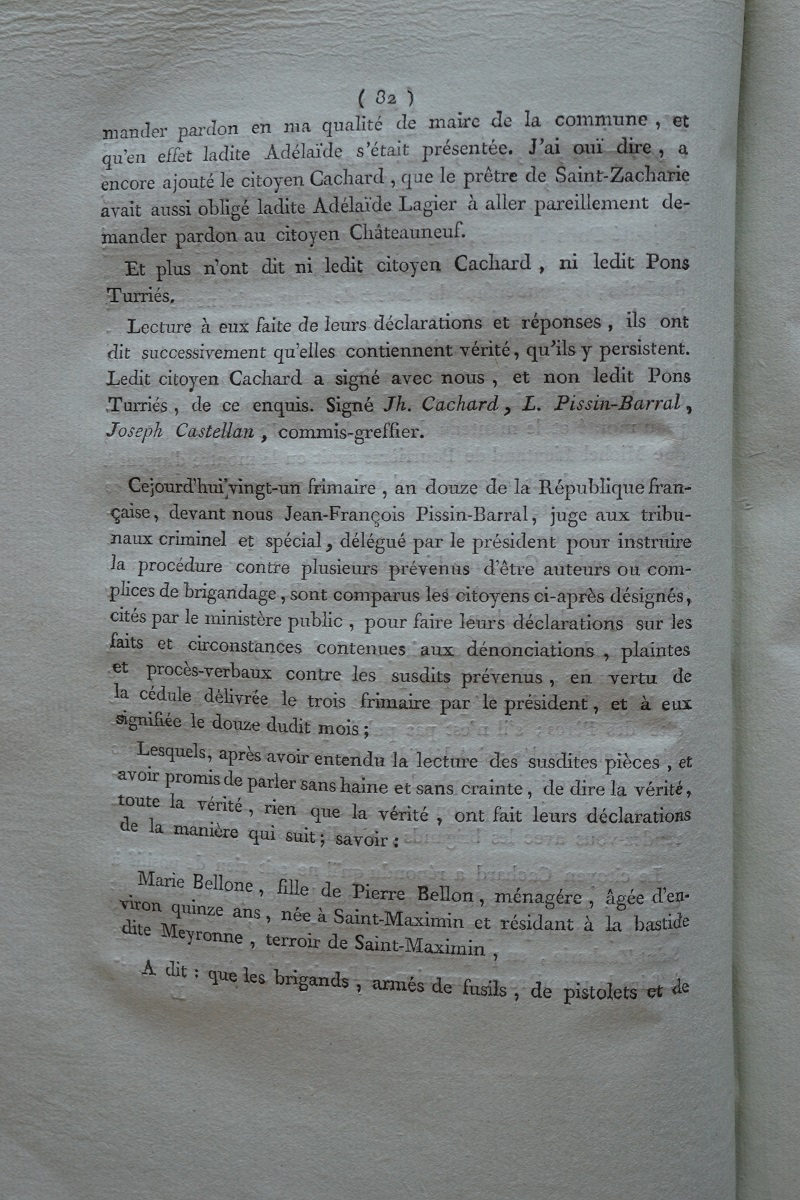 ( 82 )
mander pardon en ma qualité de maire de la commune , et
qu'en effet ladite Adélaïde s'était présentée. J'ai ouï dire , a
encore ajouté le citoyen Cachard , que le prêtre de Saint-Zacharie
avait aussi obligé ladite Adélaïde Lagier à aller pareillement de-
mander pardon au citoyen Châteauneuf.
Et plus n'ont dit ni ledit citoyen Cachard , ni ledit Pons
Turriés.
Lecture à eux faite de leurs déclarations et réponses , ils ont
dit successivement qu'elles contiennent vérité, qu'ils y persistent.
Ledit citoyen Cachard a signé avec nous , et non ledit Pons
Turriés , de ce enquis. Signé Jh. Cachard , L. Pissin-Barral ,
Joseph Castellan , commis-greffier.
Cejourd'hui vingt-un frimaire , an douze de la République fran-
çaise, devant nous Jean-François Pissin-Barral, juge aux tribu-
naux criminel et spécial, délégué par le président pour instruire
la procédure contre plusieurs prévenus d'être auteurs ou com-
plices de brigandage , sont comparus les citoyens ci-après désignés,
cités par le ministère public , pour faire leurs déclarations sur les
faits et circonstances contenues aux dénonciations , plaintes
et procès-verbaux contre les susdits prévenus , en vertu de
la cédule délivrée le trois frimaire par le président, et à eux
signifiée le douze dudit mois ;
Lesquels, après avoir entendu la lecture des susdites pièces , et
avoir promis de parler sans haine et sans crainte, de dire la vérité,
toute la vérité , rien que la vérité , ont fait leurs déclarations
de la manière qui suit ; savoir :
Marie Bellone , fille de Pierre Bellon , ménagére , âgée d'en-
viron quinze ans , née à Saint-Maximin et résidant à la bastide
dite Meyronne , terroir de Saint-Maximin ,
A dit : que les brigands , armés de fusils , de pistolets et de